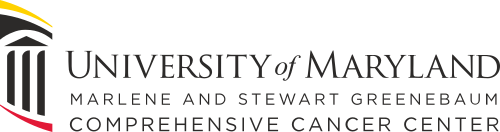 UNIVERSITY of MARYLAND
MARLENE AND STEWART GREENEBAUM
COMPREHENSIVE CANCER CENTER